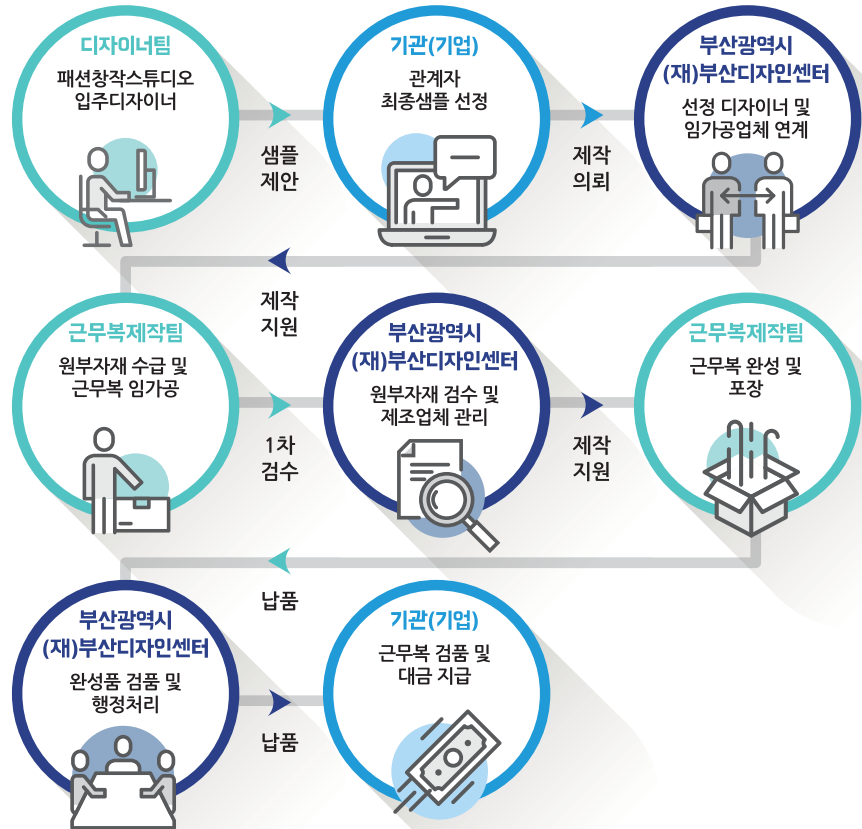 디자이너팀
패션창작스튜디오
입주디자이너
샘플
제안
기관(기업)
관계자
최종샘플 선정
제작
의뢰
부산광역시
(재)부산디자인센터
선정 디자이너 및
임가공업체 연계
제작
지원
근무복제작팀
원부자재 수급 및
근무복 임가공
1차
검수
부산광역시
(재)부산디자인센터
원부자재 검수 및
제조업체 관리
제작
지원
근무복제작팀
근무복 완성 및
포장
납품
부산광역시
(재)부산디자인센터
완성품 검품 및
행정처리
납품
기관(기업)
근무복 검품 및
대금 지급